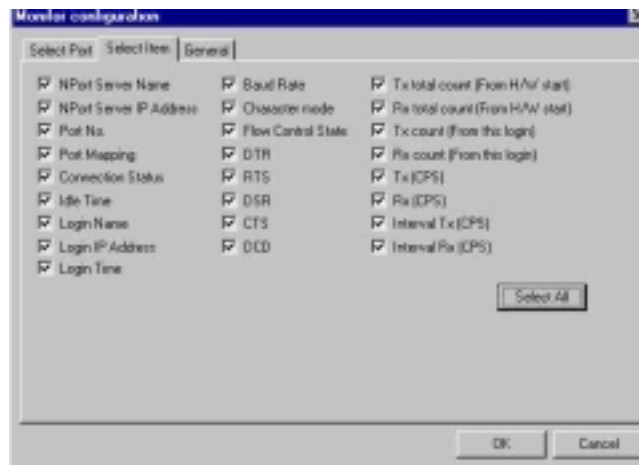 Monitor configuration
Select Port Select Item General
NPort Server Name
NPort Server IP Address
Port No.
Port Mapping
Connection Status
Idle Time
Login Name
Login IP Address
Login Time
Baud Rate
Character mode
Flow Control State
DTR
RTS
DSR
CTS
DCD
Tx total count (From H/W start)
Rx total count (From H/W start)
Tx count (From this login)
Rx count (From this login)
Tx (CPS)
Rx (CPS)
Interval Tx (CPS)
Interval Rx (CPS)
Select All
OK Cancel